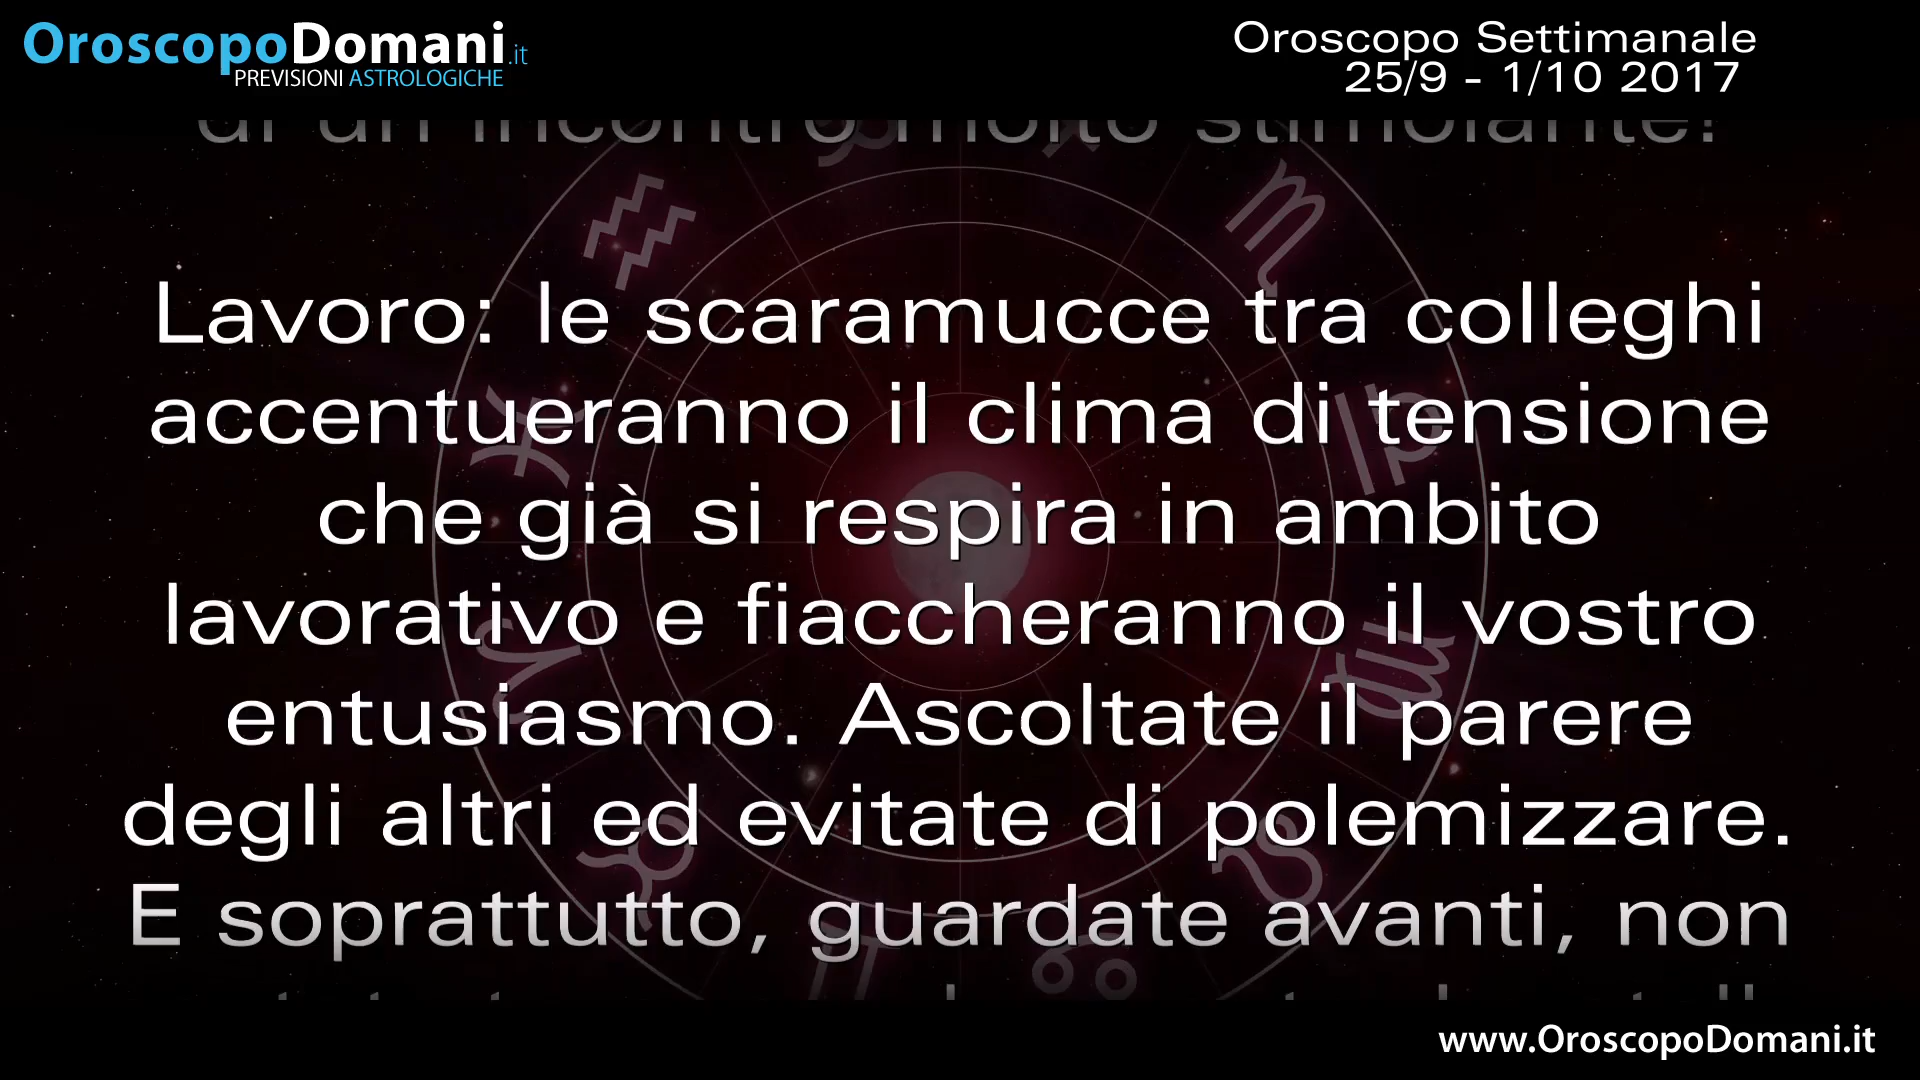 OroscopoDomani.it
PREVISIONI ASTROLOGICHE
Oroscopo Settimanale
25/9 - 1/10 2017
di un incontro molto stimolante!
Lavoro: le scaramucce tra colleghi
accentueranno il clima di tensione
che già si respira in ambito
lavorativo e fiaccheranno il vostro
entusiasmo. Ascoltate il parere
degli altri ed evitate di polemizzare.
E soprattutto, guardate avanti, non
www.OroscopoDomani.it